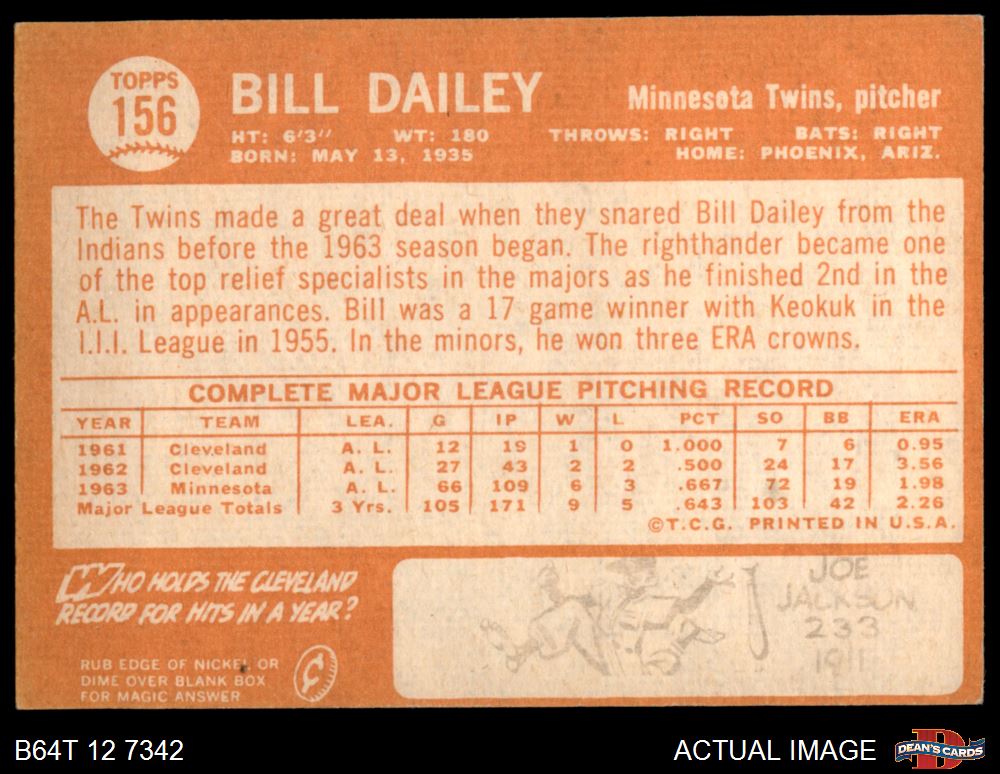 TOPPS
156
BILL DAILEY
Minnesota Twins, pitcher
HT: 6'3" WT: 180 THROWS: RIGHT BATS: RIGHT
BORN: MAY 13, 1935 HOME: PHOENIX, ARIZ.
The Twins made a great deal when they snared Bill Dailey from the
Indians before the 1963 season began. The righthander became one
of the top relief specialists in the majors as he finished 2nd in the
A.L. in appearances. Bill was a 17 game winner with Keokuk in the
I.I.I. League in 1955. In the minors, he won three ERA crowns.
COMPLETE MAJOR LEAGUE PITCHING RECORD
YEAR TEAM LEA. G IP W L PCT SO BB ERA
1961 Cleveland A. L. 12 19 1 0 1.000 7 6 0.95
1962 Cleveland A. L. 27 43 2 2 .500 24 17 3.56
1963 Minnesota A. L. 66 109 6 3 .667 72 19 1.98
Major League Totals 3 Yrs. 105 171 9 5 .643 103 42 2.26
©T.C.G. PRINTED IN U.S.A.
WHO HOLDS THE CLEVELAND
RECORD FOR HITS IN A YEAR?
RUB EDGE OF NICKEL OR
DIME OVER BLANK BOX
FOR MAGIC ANSWER
JOE
JACKSON
233
1911
B64T 12 7342
ACTUAL IMAGE
DEAN'S CARDS